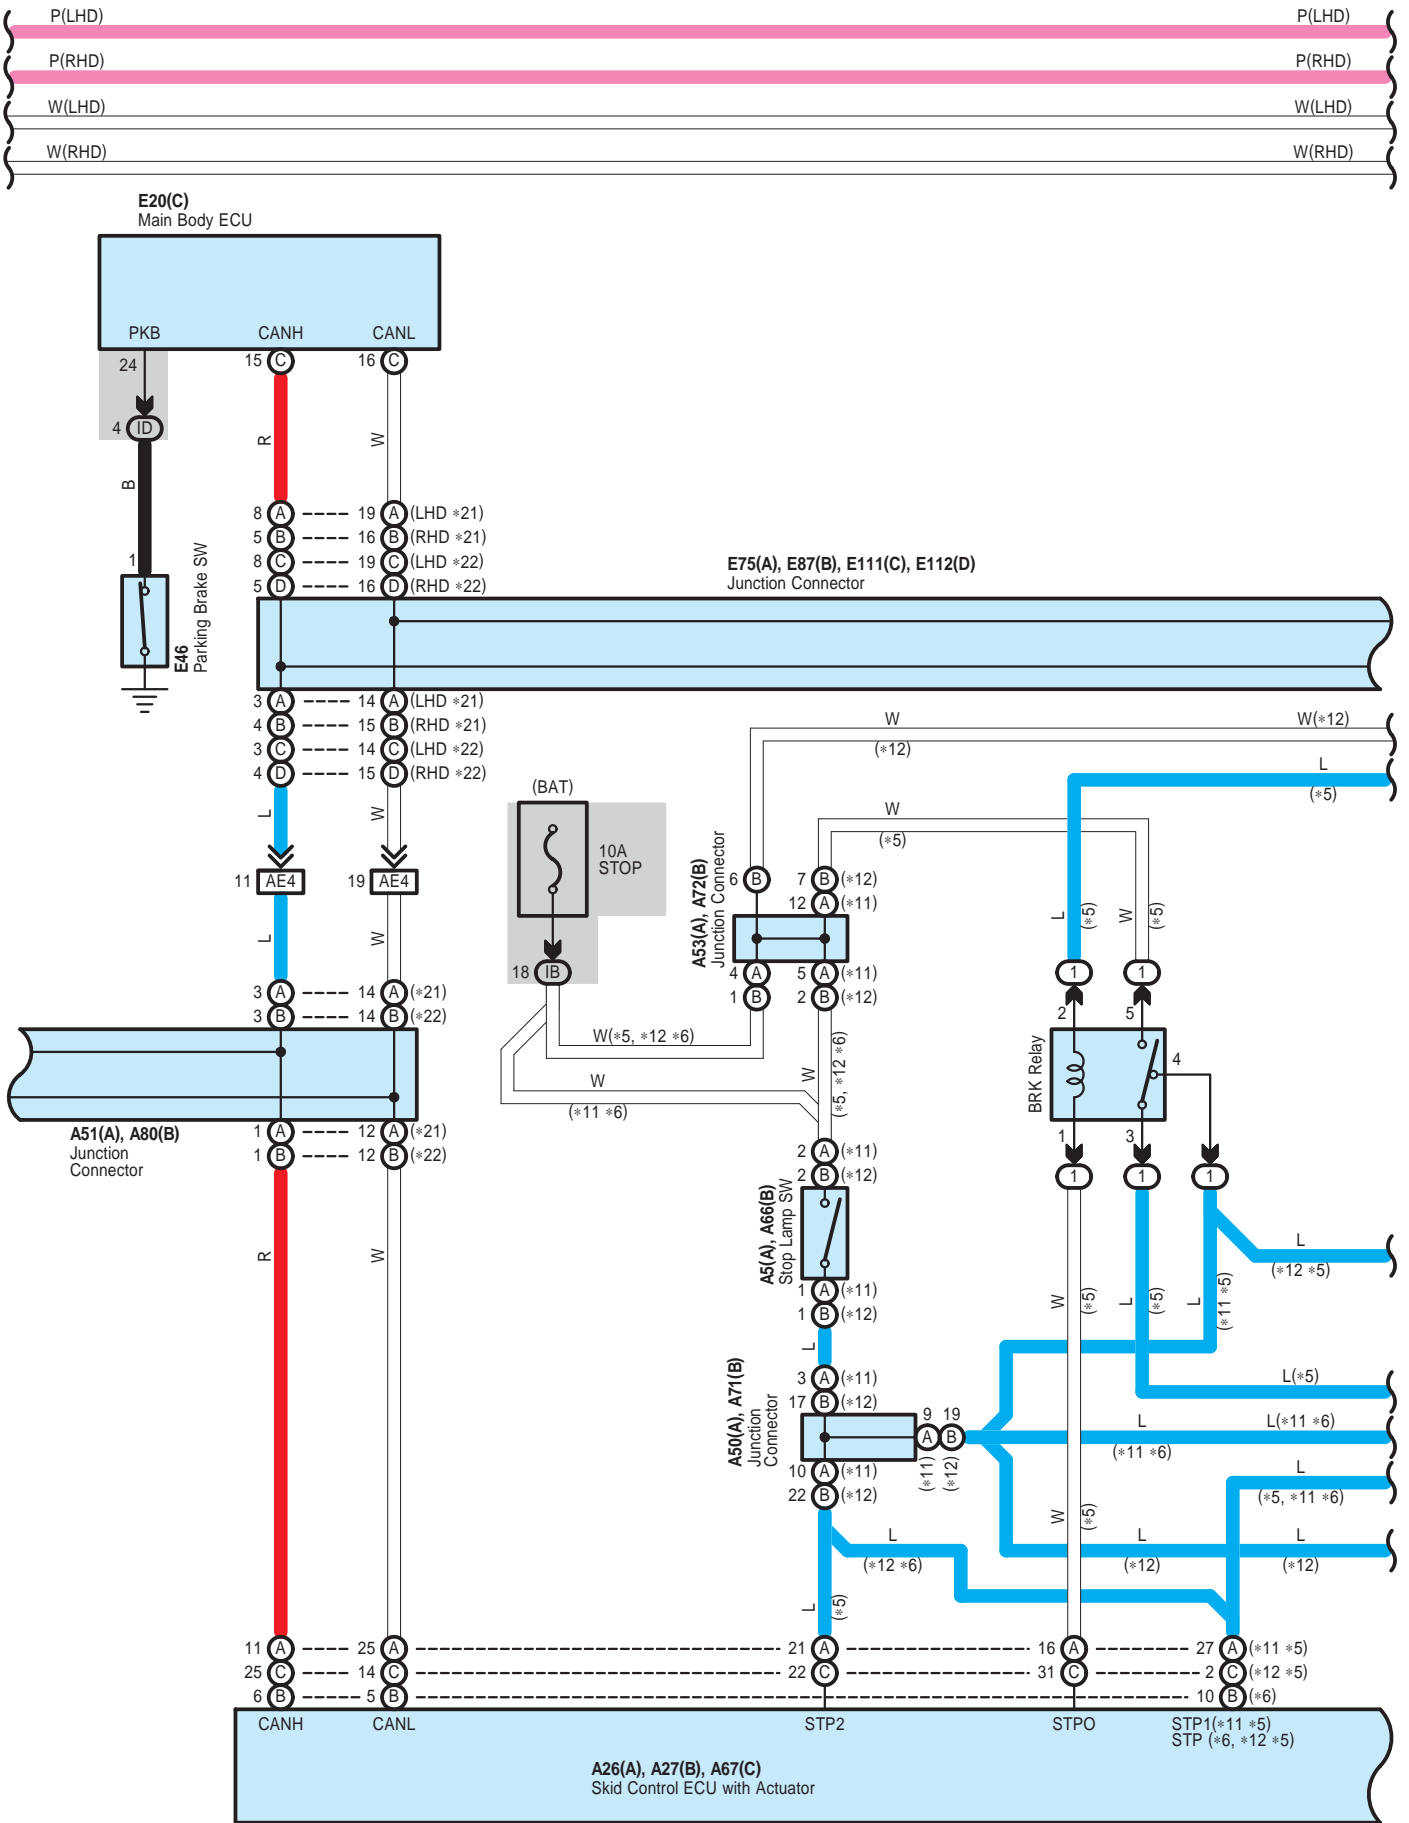 P(LHD) P(LHD)
P(RHD) P(RHD)
W(LHD) W(LHD)
W(RHD) W(RHD)
E20(C)
Main Body ECU
PKB CANH CANL
24 15 C 16 C
4 ID
R W
B
8 A 19 A (LHD *21)
5 B 16 B (RHD *21)
8 C 19 C (LHD *22)
5 D 16 D (RHD *22)
1
E46
Parking Brake SW
E75(A), E87(B), E111(C), E112(D)
Junction Connector
3 A 14 A (LHD *21)
4 B 15 B (RHD *21)
3 C 14 C (LHD *22)
4 D 15 D (RHD *22)
W W(*12)
(*12)
L
(*5)
(BAT)
10A
STOP
18 IB
W
(*5)
L W
11 AE4 19 AE4
L W
A53(A), A72(B)
Junction Connector
6 B 7 B (*12)
12 A (*11)
4 A 5 A (*11)
1 B 2 B (*12)
L (*5) W (*5)
1 1
2 5
BRK Relay
4
1 3
1 1 1
3 A 14 A (*21)
3 B 14 B (*22)
A51(A), A80(B)
Junction
Connector
1 A 12 A (*21)
1 B 12 B (*22)
W(*5, *12 *6)
W
(*11 *6)
W (*5, *12 *6)
2 A (*11)
2 B (*12)
A5(A), A66(B)
Stop Lamp SW
1 A (*11)
1 B (*12)
R W
L
(*12 *5)
W (*5) L (*5) L (*11 *5)
L
A50(A), A71(B)
Junction
Connector
3 A (*11)
17 B (*12)
9 19
A B
(*11) (*12)
10 A (*11)
22 B (*12)
L(*5)
L L(*11 *6)
(*11 *6)
L
(*5, *11 *6)
W (*5)
L L L
(*12 *6) (*12) (*12)
L (*5)
11 A 25 A 21 A 16 A 27 A (*11 *5)
25 C 14 C 22 C 31 C 2 C (*12 *5)
6 B 5 B 10 B (*6)
CANH CANL STP2 STPO STP1(*11 *5)
STP (*6, *12 *5)
A26(A), A27(B), A67(C)
Skid Control ECU with Actuator